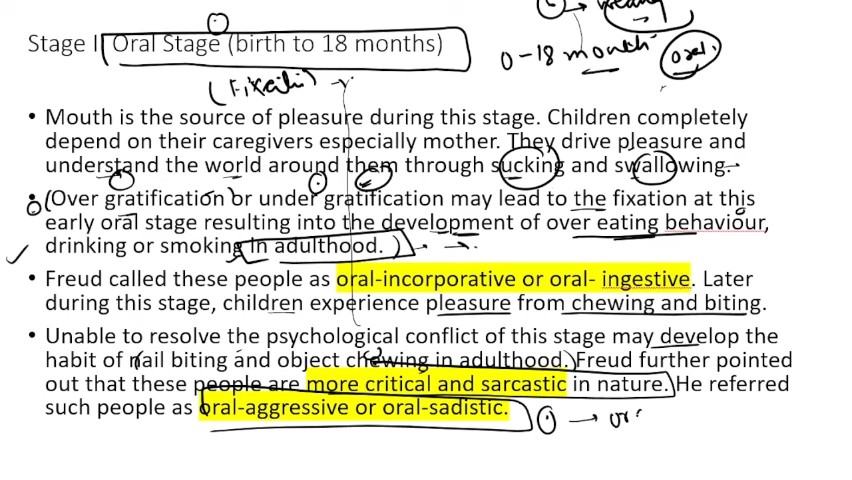 Stage I Oral Stage (birth to 18 months)
0-18 month
oral
(Fixati)
• Mouth is the source of pleasure during this stage. Children completely
depend on their caregivers especially mother. They drive pleasure and
understand the world around them through sucking and swallowing.
• (Over gratification or under gratification may lead to the fixation at this
early oral stage resulting into the development of over eating behaviour,
drinking or smoking in adulthood. )
• Freud called these people as oral-incorporative or oral- ingestive. Later
during this stage, children experience pleasure from chewing and biting.
• Unable to resolve the psychological conflict of this stage may develop the
habit of nail biting and object chewing in adulthood. Freud further pointed
out that these people are more critical and sarcastic in nature. He referred
such people as oral-aggressive or oral-sadistic.